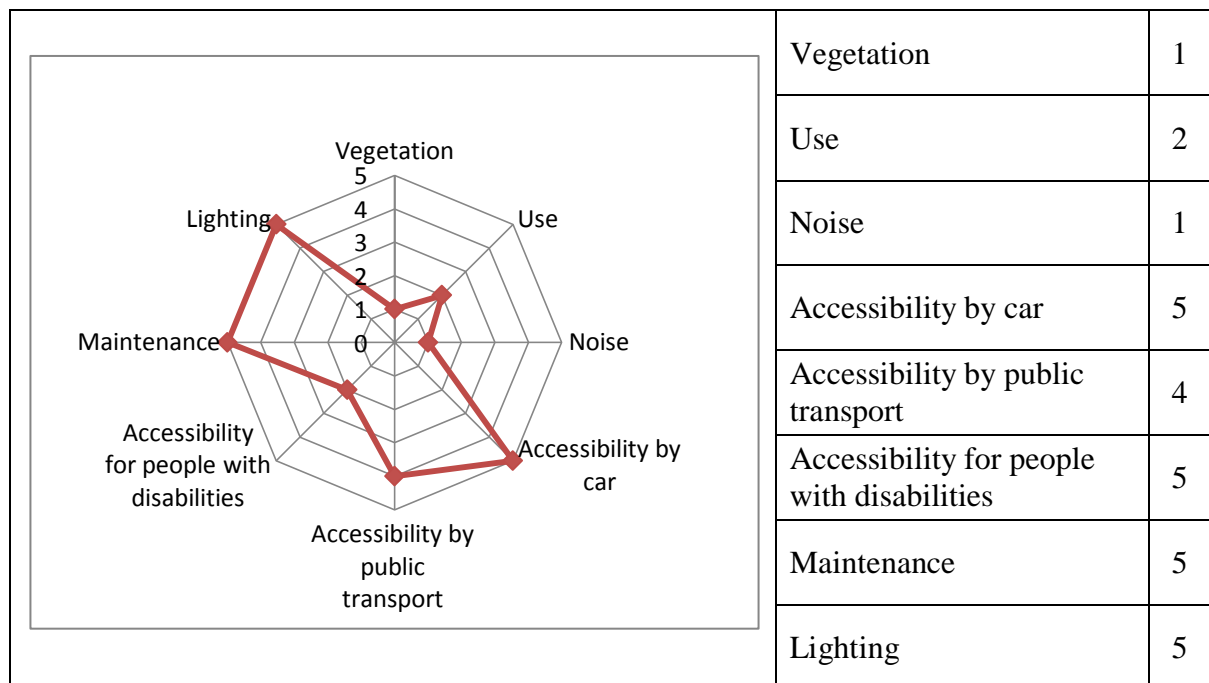 Vegetation
5
4
3
2
1
0
Lighting
Use
Maintenance
Noise
Accessibility
for people with
disabilities
Accessibility by
car
Accessibility by
public
transport
Vegetation 1
Use 2
Noise 1
Accessibility by car 5
Accessibility by public
transport 4
Accessibility for people
with disabilities 5
Maintenance 5
Lighting 5